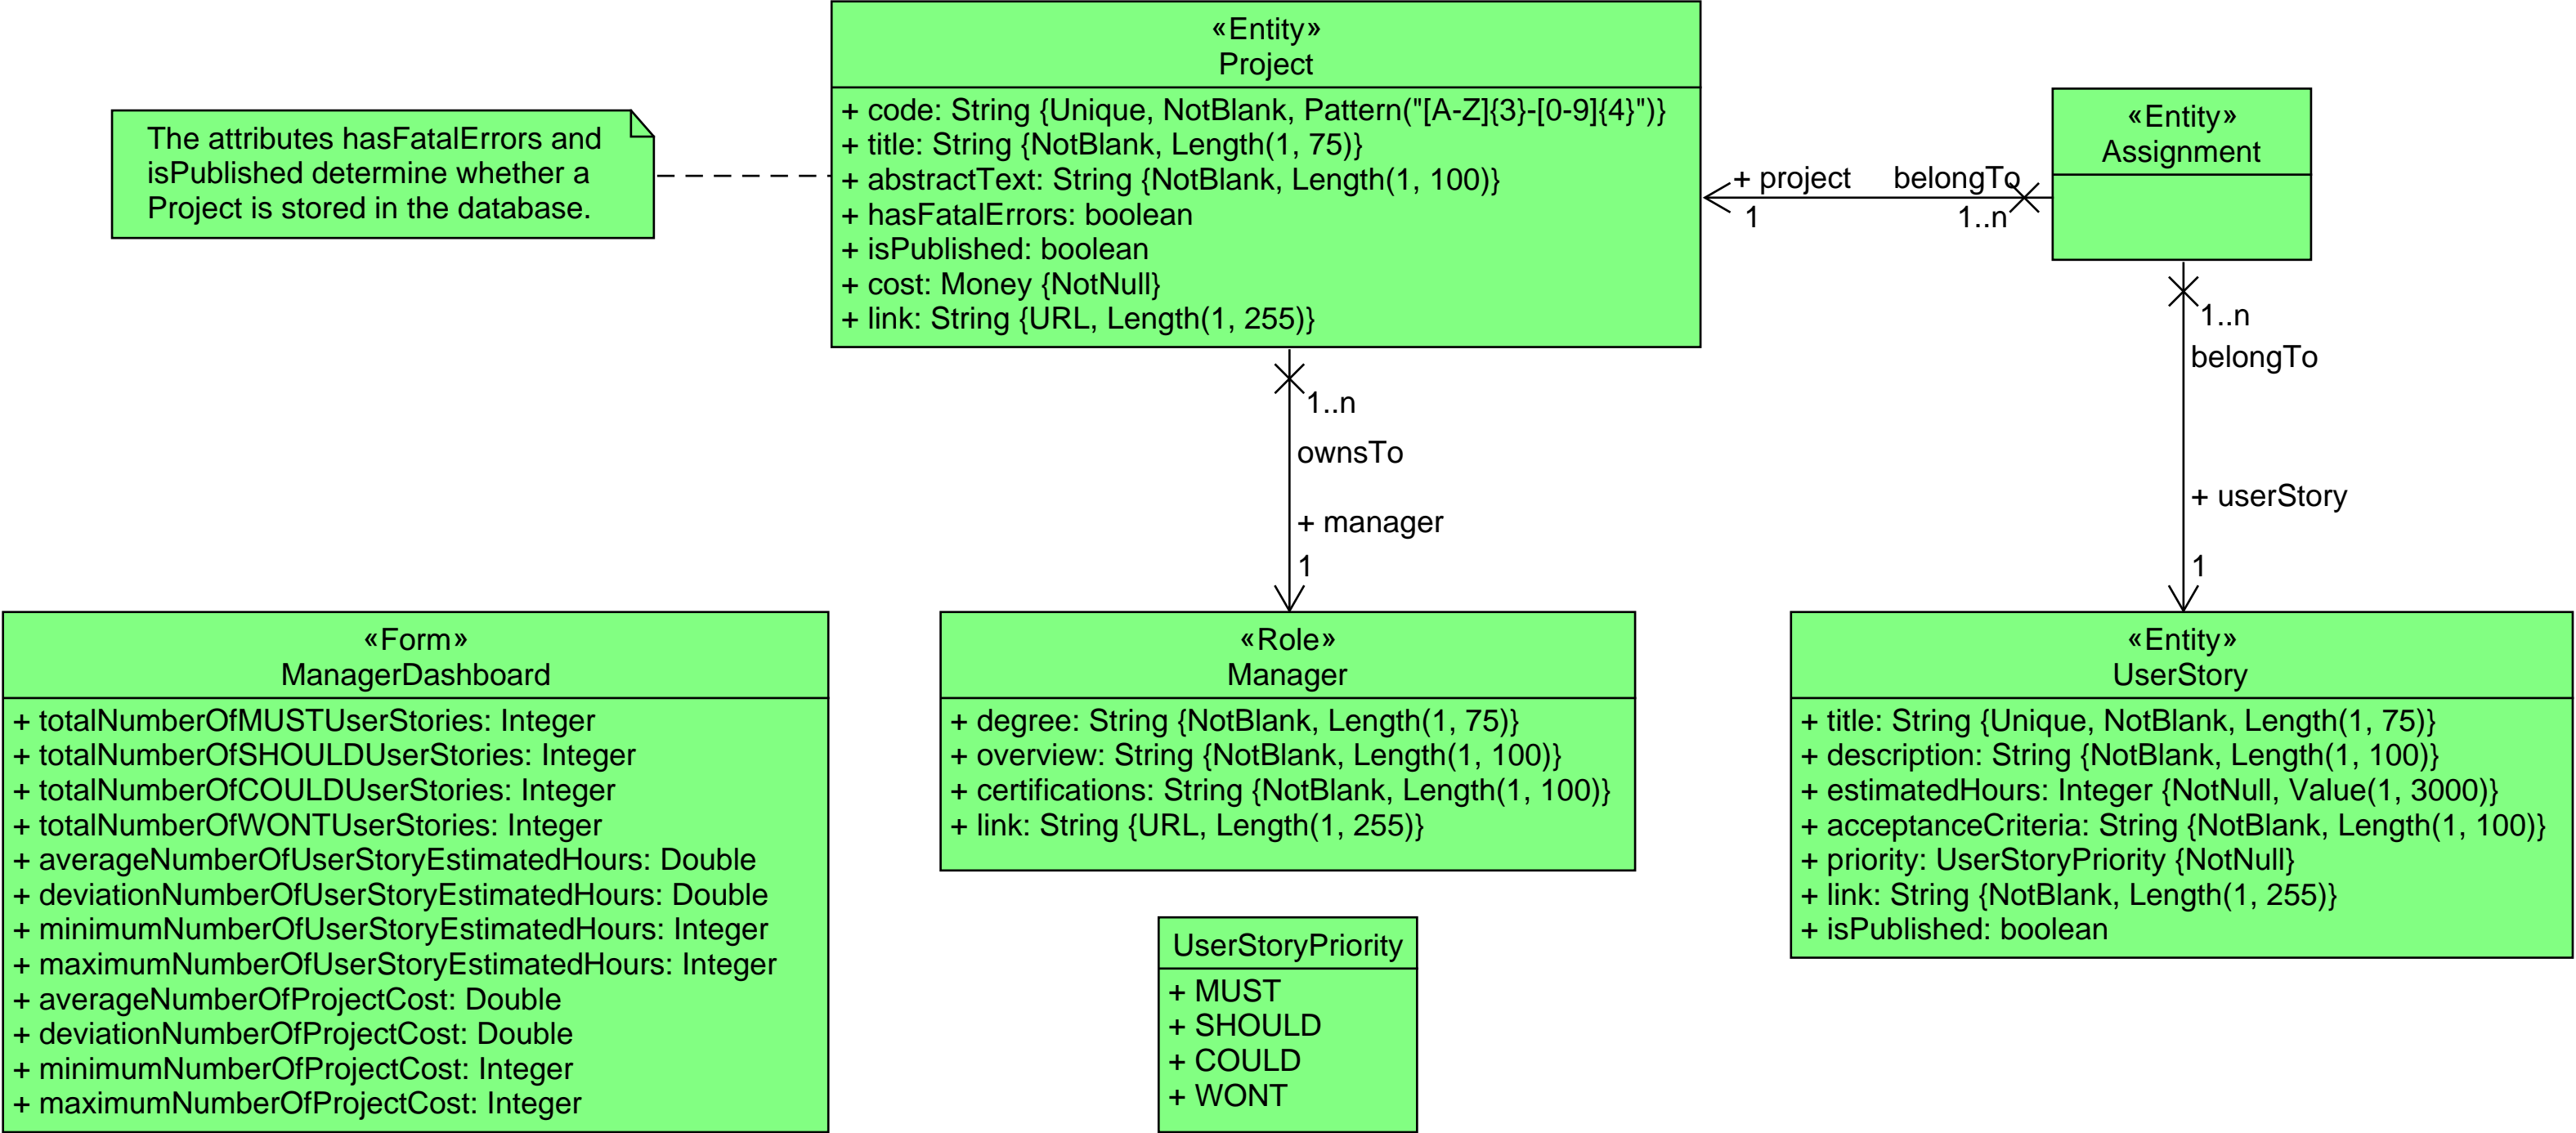 «Entity»
Project
+ code: String {Unique, NotBlank, Pattern("[A-Z]{3}-[0-9]{4}")}
+ title: String {NotBlank, Length(1, 75)}
+ abstractText: String {NotBlank, Length(1, 100)}
+ hasFatalErrors: boolean
+ isPublished: boolean
+ cost: Money {NotNull}
+ link: String {URL, Length(1, 255)}
The attributes hasFatalErrors and
isPublished determine whether a
Project is stored in the database.
«Entity»
Assignment
+ project
belongTo
1
1..n
1..n
belongTo
+ userStory
1
1..n
ownsTo
+ manager
1
«Form»
ManagerDashboard
+ totalNumberOfMUSTUserStories: Integer
+ totalNumberOfSHOULDUserStories: Integer
+ totalNumberOfCOULDUserStories: Integer
+ totalNumberOfWONTUserStories: Integer
+ averageNumberOfUserStoryEstimatedHours: Double
+ deviationNumberOfUserStoryEstimatedHours: Double
+ minimumNumberOfUserStoryEstimatedHours: Integer
+ maximumNumberOfUserStoryEstimatedHours: Integer
+ averageNumberOfProjectCost: Double
+ deviationNumberOfProjectCost: Double
+ minimumNumberOfProjectCost: Integer
+ maximumNumberOfProjectCost: Integer
«Role»
Manager
+ degree: String {NotBlank, Length(1, 75)}
+ overview: String {NotBlank, Length(1, 100)}
+ certifications: String {NotBlank, Length(1, 100)}
+ link: String {URL, Length(1, 255)}
UserStoryPriority
+ MUST
+ SHOULD
+ COULD
+ WONT
«Entity»
UserStory
+ title: String {Unique, NotBlank, Length(1, 75)}
+ description: String {NotBlank, Length(1, 100)}
+ estimatedHours: Integer {NotNull, Value(1, 3000)}
+ acceptanceCriteria: String {NotBlank, Length(1, 100)}
+ priority: UserStoryPriority {NotNull}
+ link: String {NotBlank, Length(1, 255)}
+ isPublished: boolean